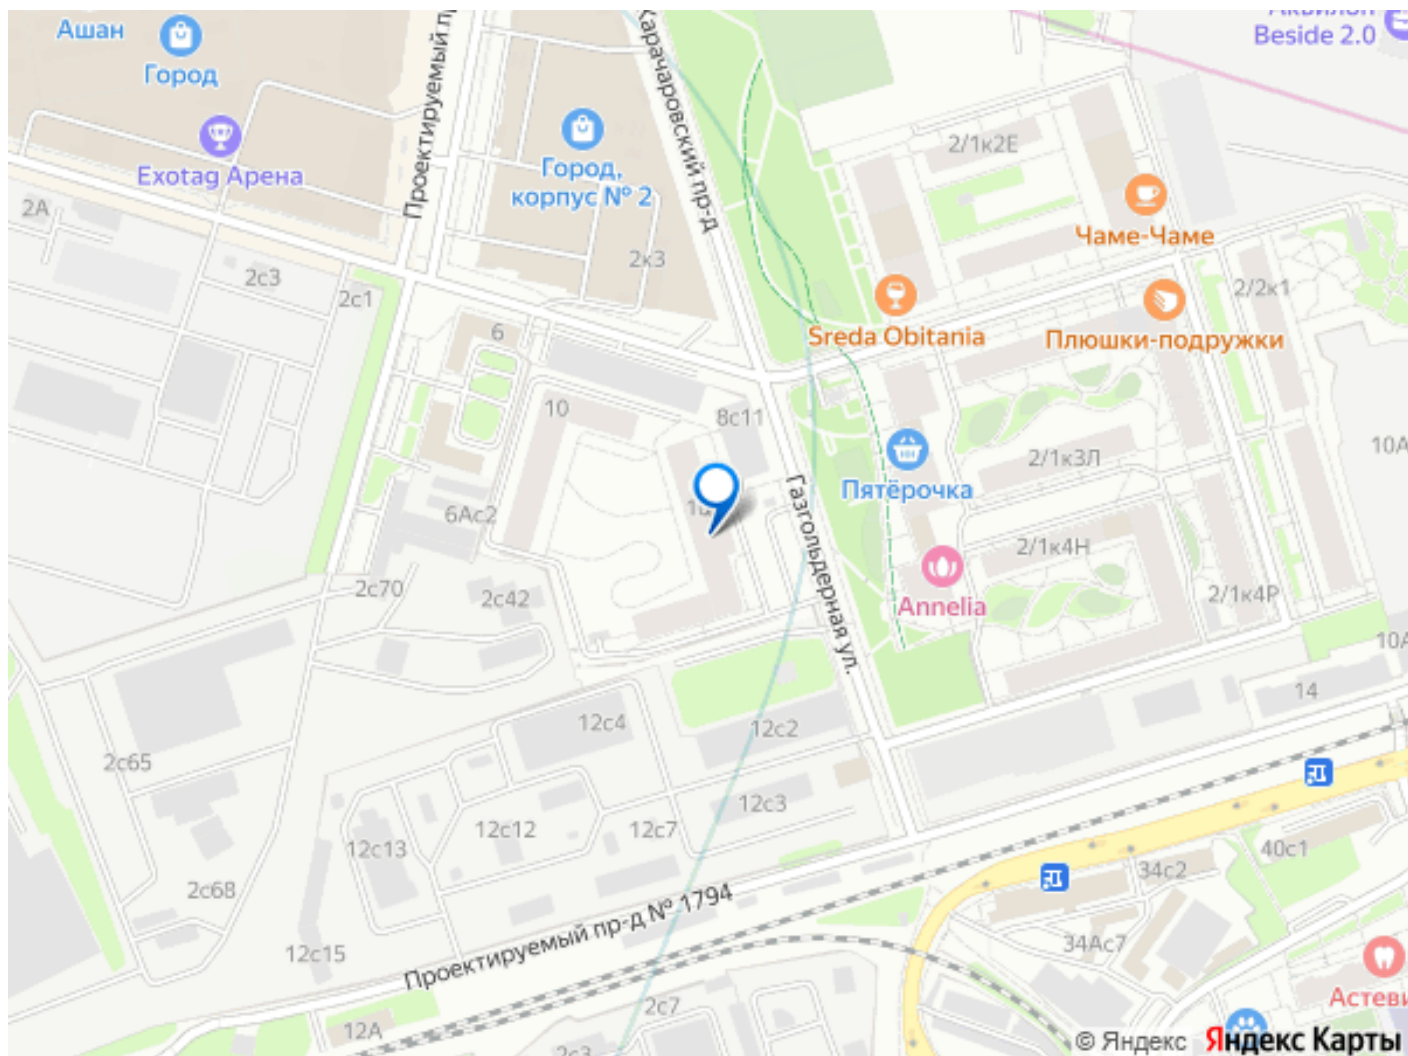 Ашан
Город
Проектируемый пр
Карачаровский пр-д
Beside 2.0
Exotag Арена
Город,
корпус № 2
2/1к2Е
Чаме-Чаме
2А
2с3
2с1
2к3
2/2к1
Sreda Obitania
Плюшки-подружки
6
10
8с11
10А
2/1к3Л
Пятёрочка
6Ас2
Газгольдерная ул.
2/1к4Н
2с70
2с42
Annelia
2/1к4Р
10А
14
12с4
12с2
2с65
12с3
12с12
12с7
12с13
40с1
34с2
2с68
Проектируемый пр-д № 1794
34Ас7
12с15
Астеви
2с7
12А
2с3
© Яндекс Яндекс Карты